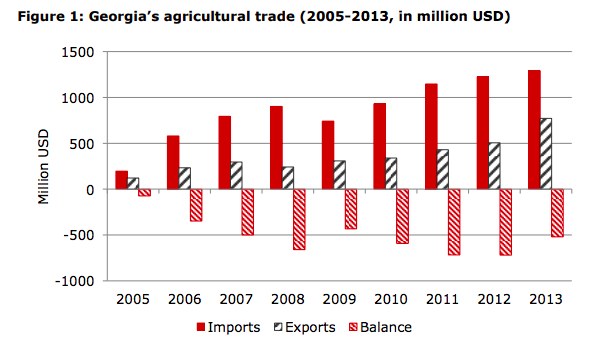 Figure 1: Georgia’s agricultural trade (2005-2013, in million USD)
1500
1000
500
0
-500
-1000
Million USD
2005 2006 2007 2008 2009 2010 2011 2012 2013
Imports Exports Balance